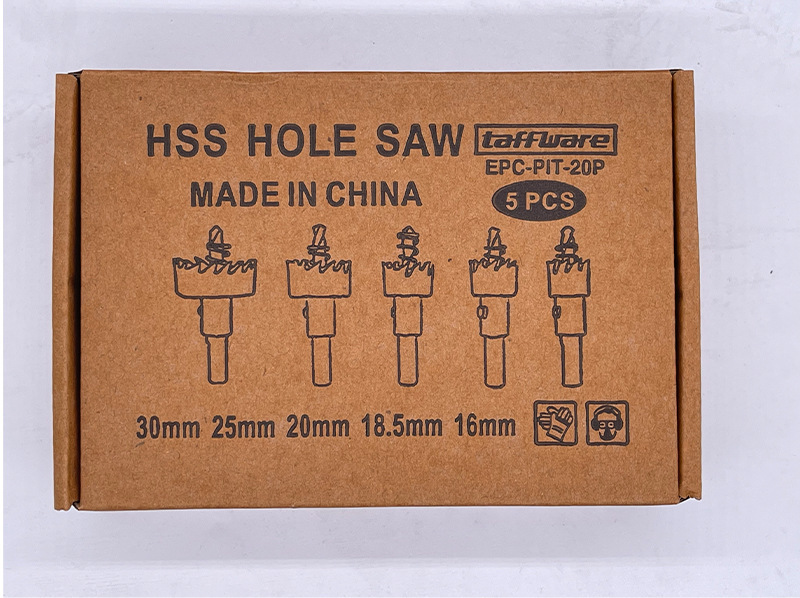 HSS HOLE SAW taffware
EPC-PIT-20P
MADE IN CHINA
5 PCS
30mm 25mm 20mm 18.5mm 16mm